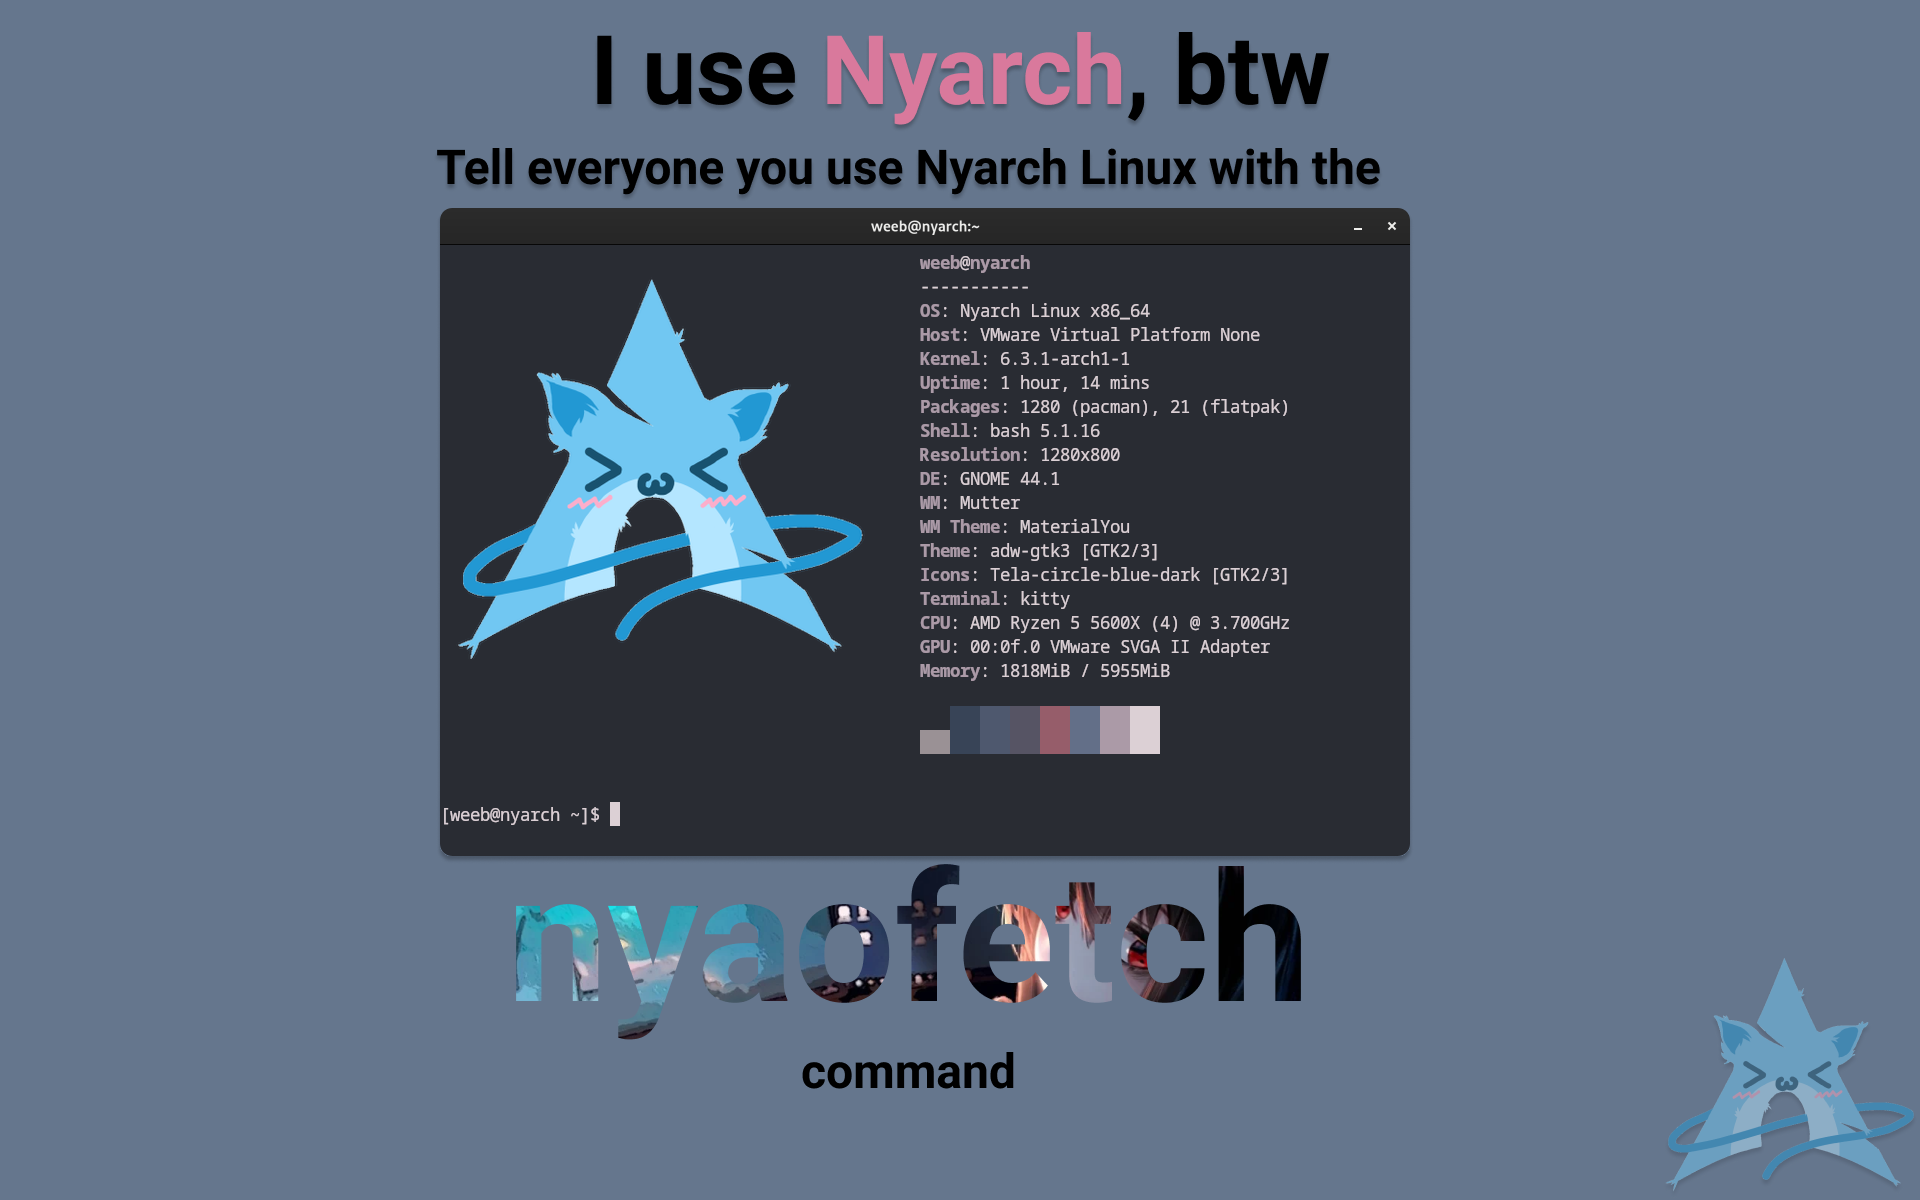 I use Nyarch, btw
Tell everyone you use Nyarch Linux with the
weeb@nyarch:~
weeb@nyarch
-----------
OS: Nyarch Linux x86_64
Host: VMware Virtual Platform None
Kernel: 6.3.1-arch1-1
Uptime: 1 hour, 14 mins
Packages: 1280 (pacman), 21 (flatpak)
Shell: bash 5.1.16
Resolution: 1280x800
DE: GNOME 44.1
WM: Mutter
WM Theme: MaterialYou
Theme: adw-gtk3 [GTK2/3]
Icons: Tela-circle-blue-dark [GTK2/3]
Terminal: kitty
CPU: AMD Ryzen 5 5600X (4) @ 3.700GHz
GPU: 00:0f.0 VMware SVGA II Adapter
Memory: 1818MiB / 5955MiB
[weeb@nyarch ~]$
nyaofetch
command